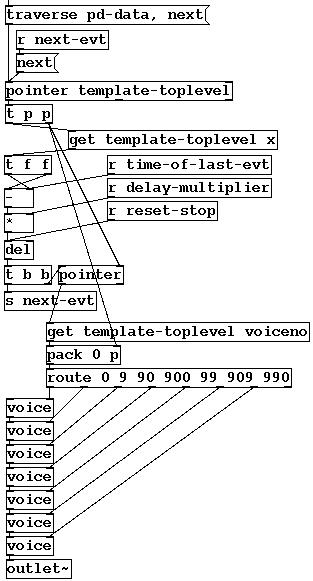 traverse pd-data, next
r next-evt
next
pointer template-toplevel
t p p
get template-toplevel x
t f f
r time-of-last-evt
-
r delay-multiplier
*
r reset-stop
del
t b b
pointer
s next-evt
get template-toplevel voiceno
pack 0 p
route 0 9 90 900 99 909 990
voice
voice
voice
voice
voice
voice
voice
outlet~